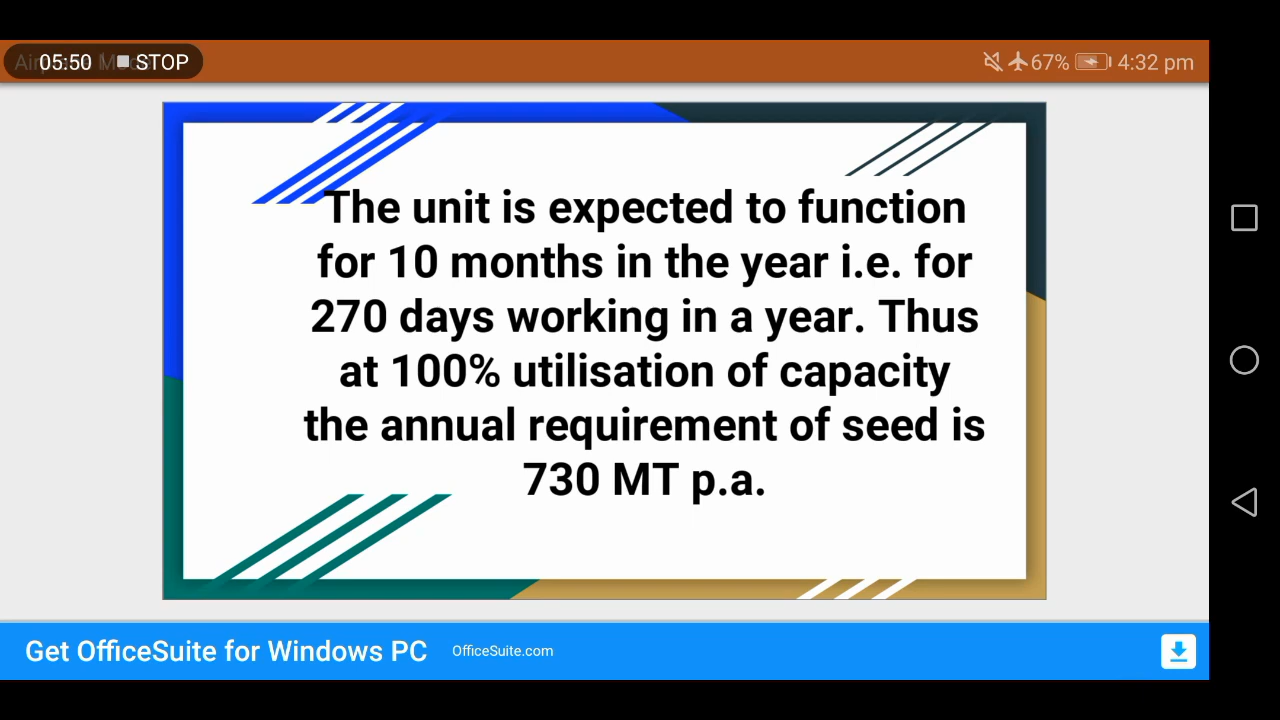 05:50 STOP
67% 4:32 pm
The unit is expected to function
for 10 months in the year i.e. for
270 days working in a year. Thus
at 100% utilisation of capacity
the annual requirement of seed is
730 MT p.a.
Get OfficeSuite for Windows PC OfficeSuite.com